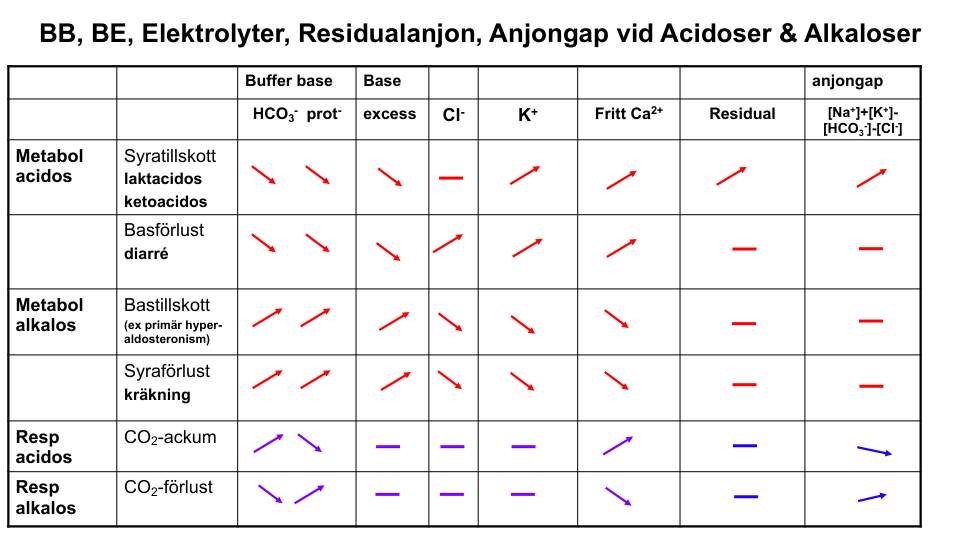 BB, BE, Elektrolyter, Residualanjon, Anjongap vid Acidoser & Alkaloser
Buffer base Base anjongap
HCO₃⁻ prot⁻ excess Cl⁻ K⁺ Fritt Ca²⁺ Residual [Na⁺]+[K⁺]-
[HCO₃⁻]-[Cl⁻]
Metabol Syratillskott
acidos laktacidos
ketoacidos
Basförlust
diarré
Metabol Bastillskott
alkalos (ex primär hyper-
aldosteronism)
Syraförlust
kräkning
Resp CO₂-ackum
acidos
Resp CO₂-förlust
alkalos